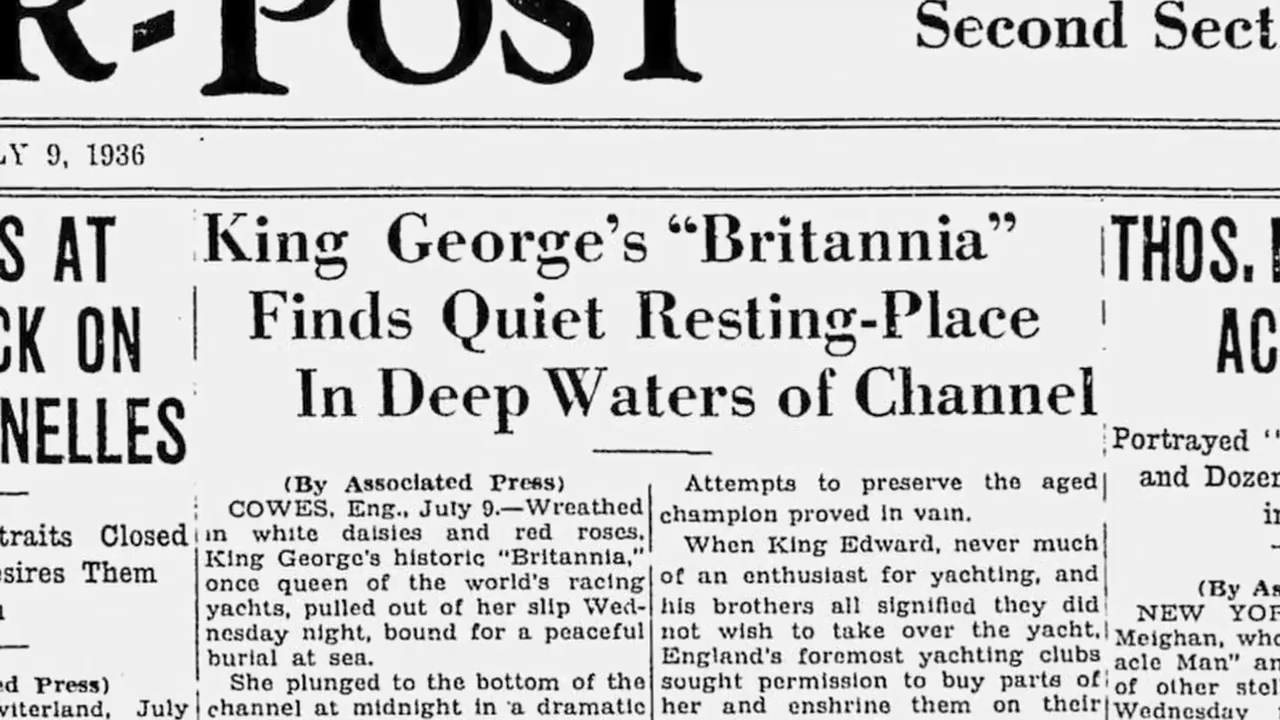 R-POST
Second Sect
LY 9, 1936
S AT
CK ON
NELLES
traits Closed
esires Them
ed Press)
witerland, July
King George's “Britannia”
Finds Quiet Resting-Place
In Deep Waters of Channel
(By Associated Press)
COWES, Eng., July 9.—Wreathed
in white daisies and red roses,
King George's historic “Britannia,”
once queen of the world's racing
yachts, pulled out of her slip Wed-
nesday night, bound for a peaceful
burial at sea.
She plunged to the bottom of the
channel at midnight in a dramatic
Attempts to preserve the aged
champion proved in vain.
When King Edward, never much
of an enthusiast for yachting, and
his brothers all signified they did
not wish to take over the yacht,
England's foremost yachting clubs
sought permission to buy parts of
her and enshrine them on their
THOS.
AC
Portrayed “
and Dozen
in
(By As
NEW YOR
Meighan, who
acle Man” an
of other stel
Wednesday